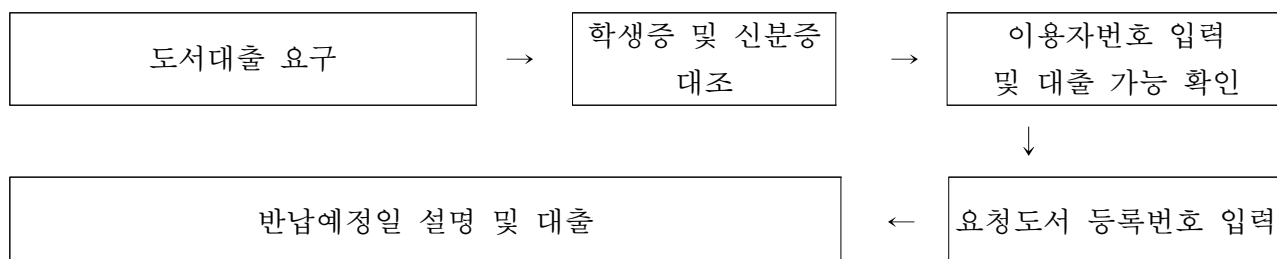 도서대출 요구
→
학생증 및 신분증
대조
→
이용자번호 입력
및 대출 가능 확인
↓
요청도서 등록번호 입력
←
반납예정일 설명 및 대출